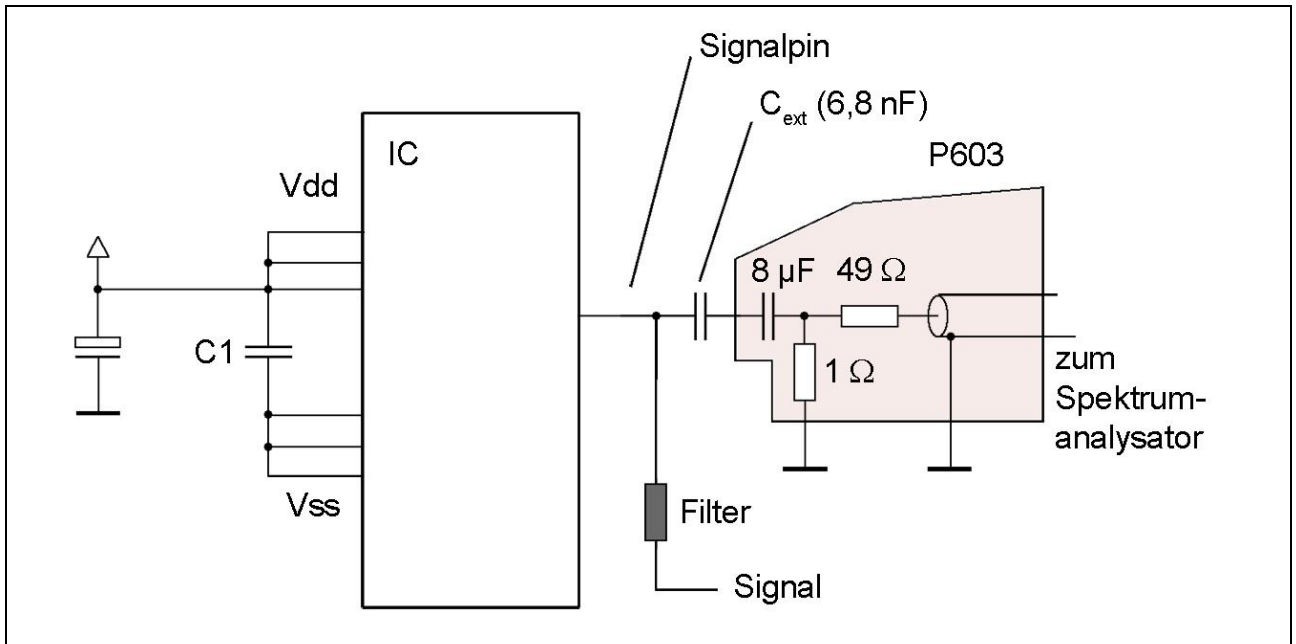 Signalpin
C_ext (6,8 nF)
P603
IC
Vdd
8 µF
49 Ω
C1
1 Ω
zum
Spektrum-
analysator
Vss
Filter
Signal